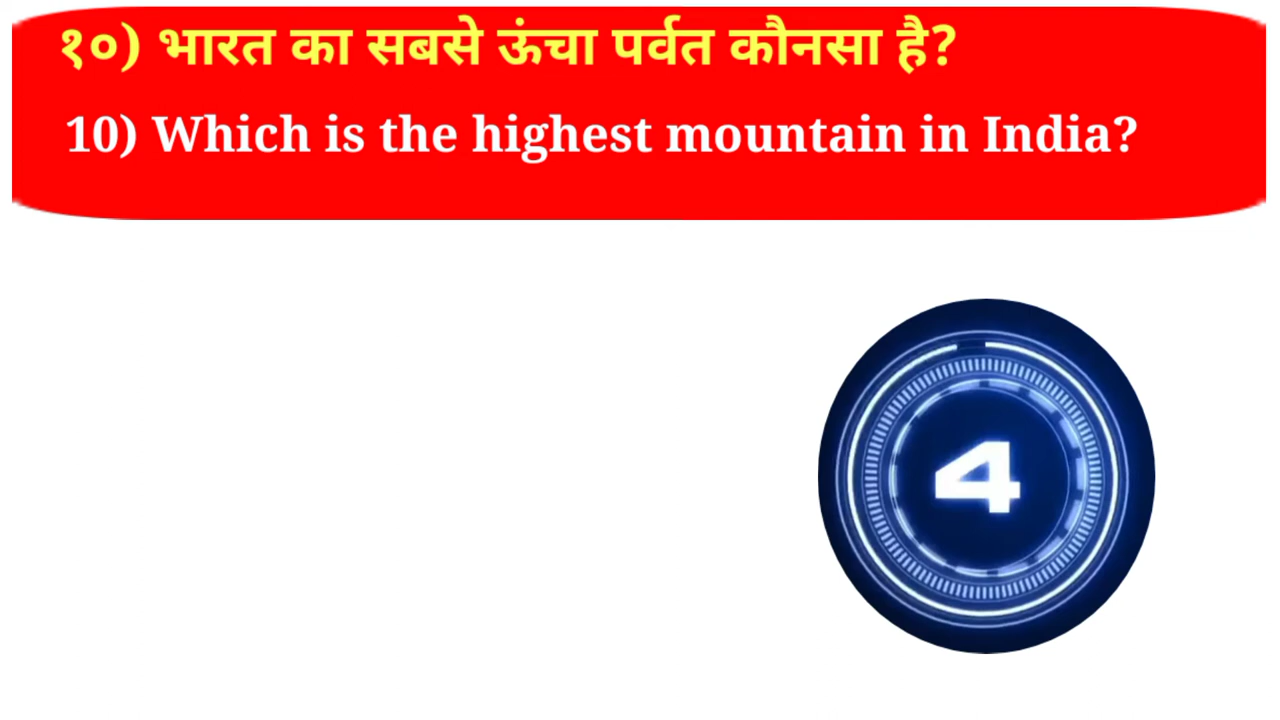 १०) भारत का सबसे ऊंचा पर्वत कौनसा है?
10) Which is the highest mountain in India?
4